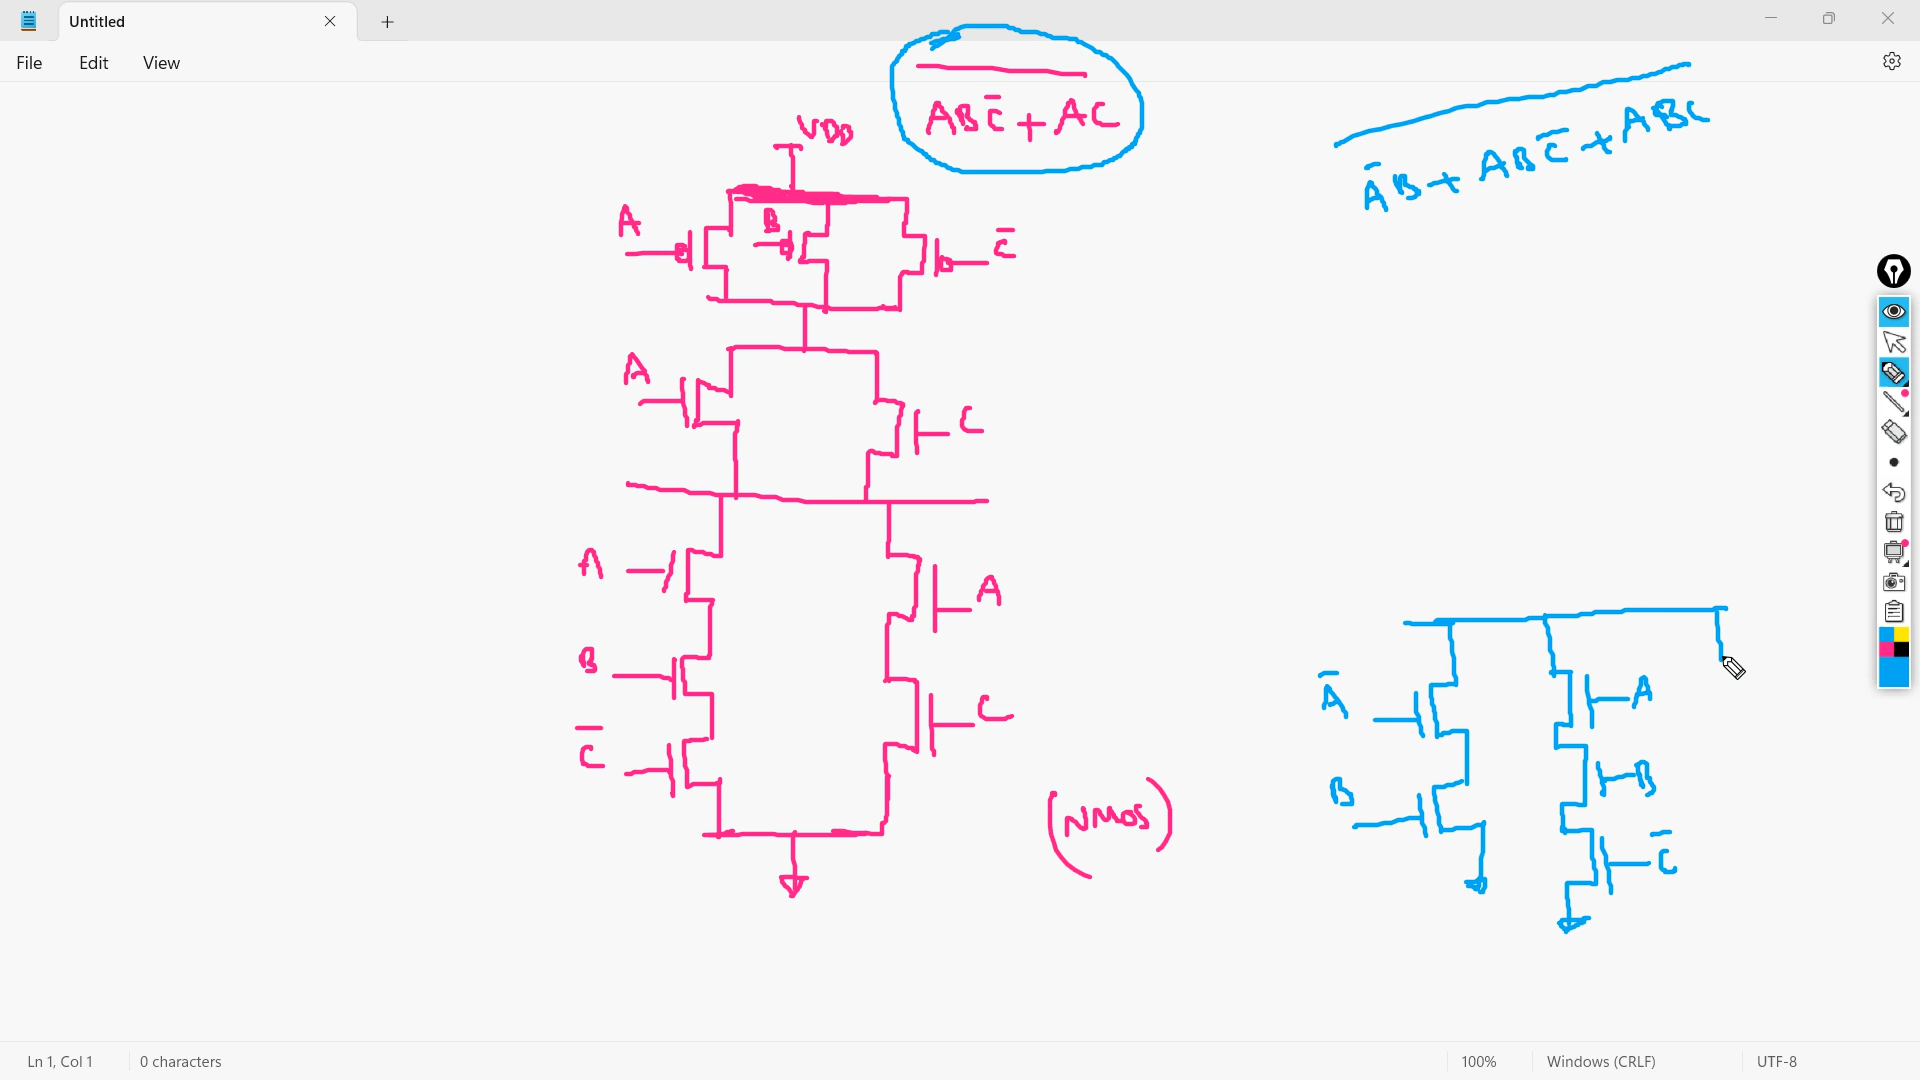 Untitled
File Edit View
ABC̅ + AC
A̅B + ABC̅ + ABC
VDD
A B C̅
A C
A A
B C
C̅
(NMOS)
A̅ A
B B
C̅
Ln 1, Col 1 0 characters 100% Windows (CRLF) UTF-8